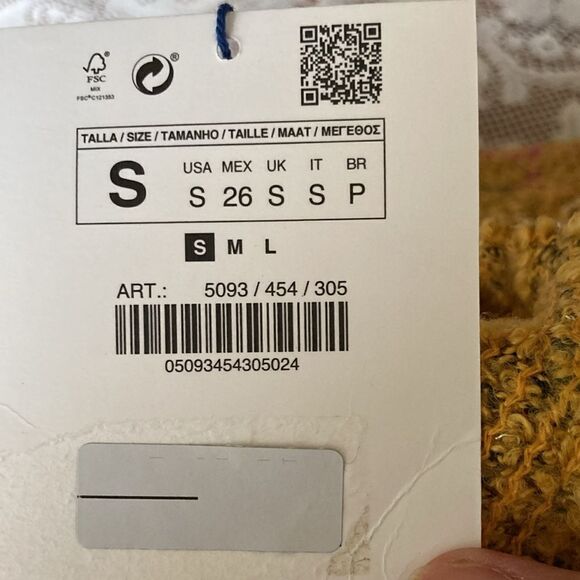 FSC
MIX
FSC® C121353
®
TALLA / SIZE / TAMANHO / TAILLE / MAAT / ΜΕΓΕΘΟΣ
S
USA MEX UK IT BR
S 26 S S P
S M L
ART.: 5093 / 454 / 305
05093454305024